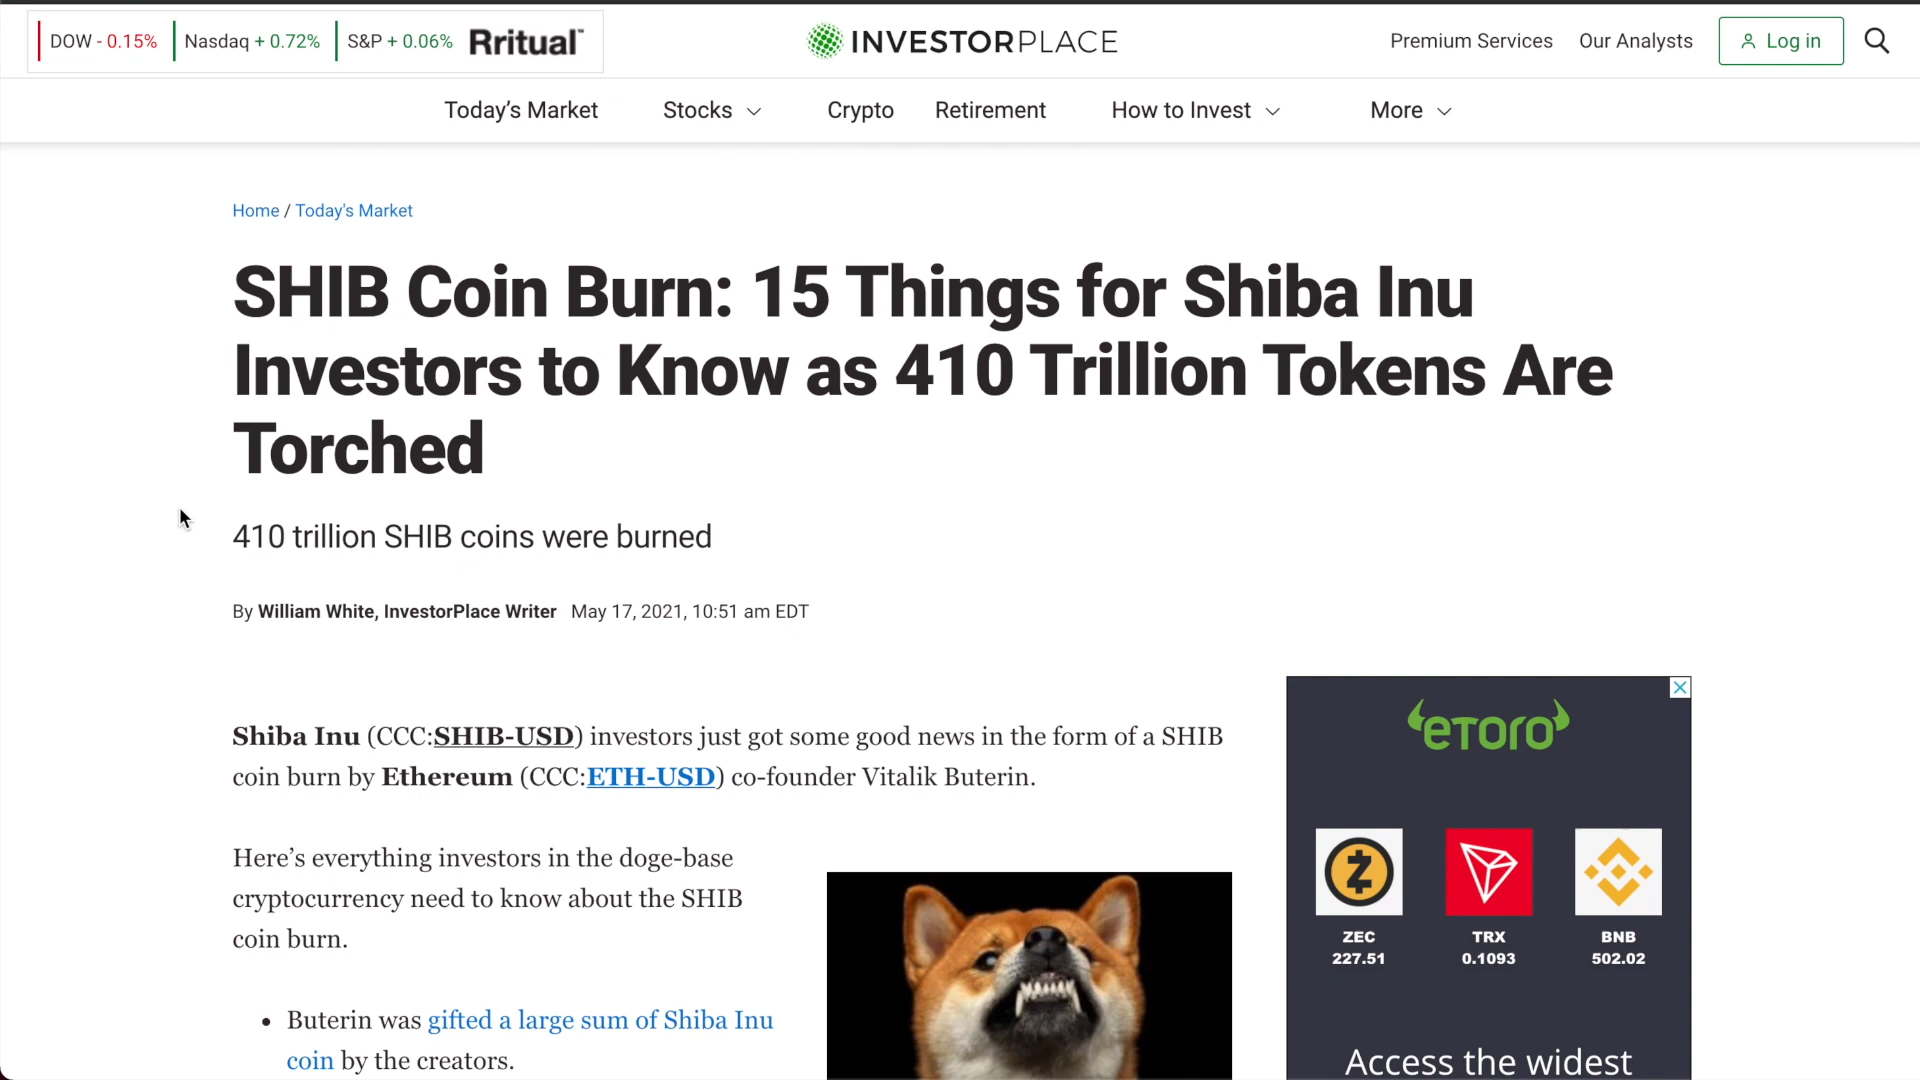 DOW - 0.15% Nasdaq + 0.72% S&P + 0.06% Rritual™
INVESTORPLACE
Premium Services Our Analysts Log in
Today’s Market Stocks Crypto Retirement How to Invest More
Home / Today's Market
SHIB Coin Burn: 15 Things for Shiba Inu
Investors to Know as 410 Trillion Tokens Are
Torched
410 trillion SHIB coins were burned
By William White, InvestorPlace Writer May 17, 2021, 10:51 am EDT
Shiba Inu (CCC:SHIB-USD) investors just got some good news in the form of a SHIB
coin burn by Ethereum (CCC:ETH-USD) co-founder Vitalik Buterin.
Here’s everything investors in the doge-base
cryptocurrency need to know about the SHIB
coin burn.
• Buterin was gifted a large sum of Shiba Inu
coin by the creators.
eToro
ZEC TRX BNB
227.51 0.1093 502.02
Access the widest